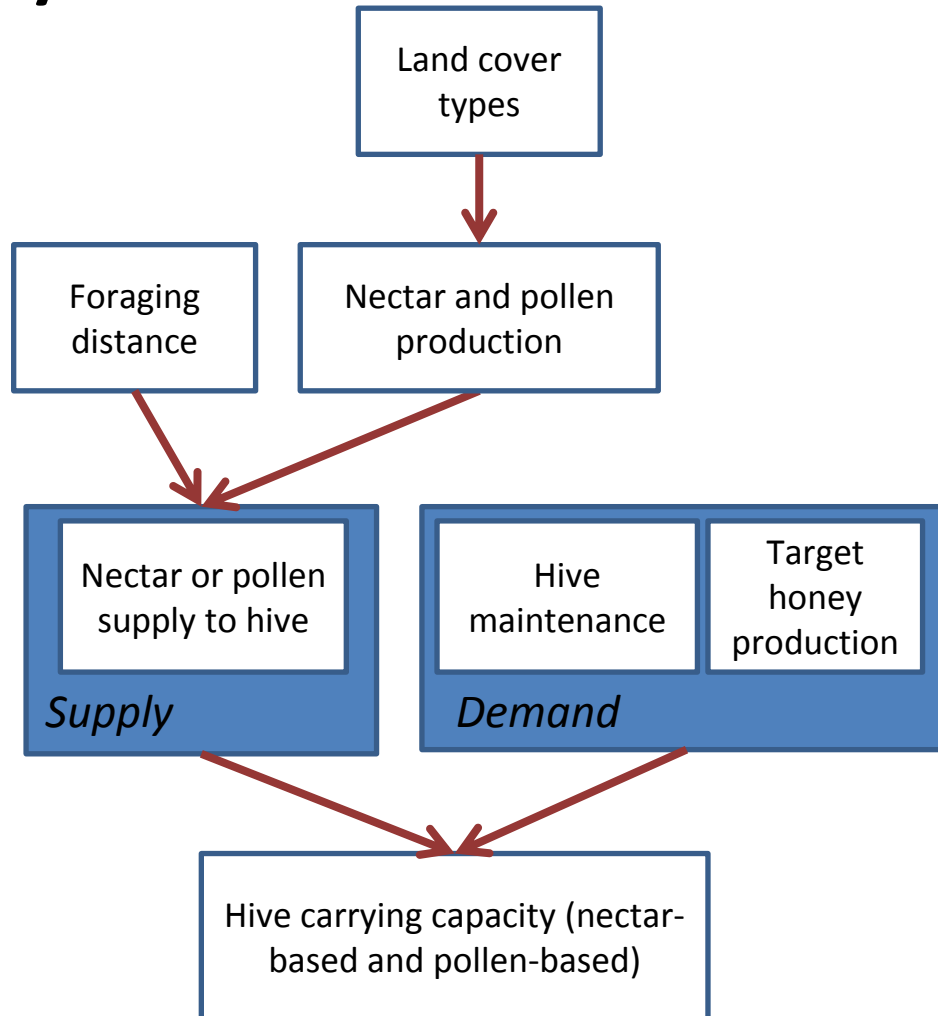 Land cover
types
Foraging
distance
Nectar and pollen
production
Nectar or pollen
supply to hive
Supply
Hive
maintenance
Target
honey
production
Demand
Hive carrying capacity (nectar-
based and pollen-based)